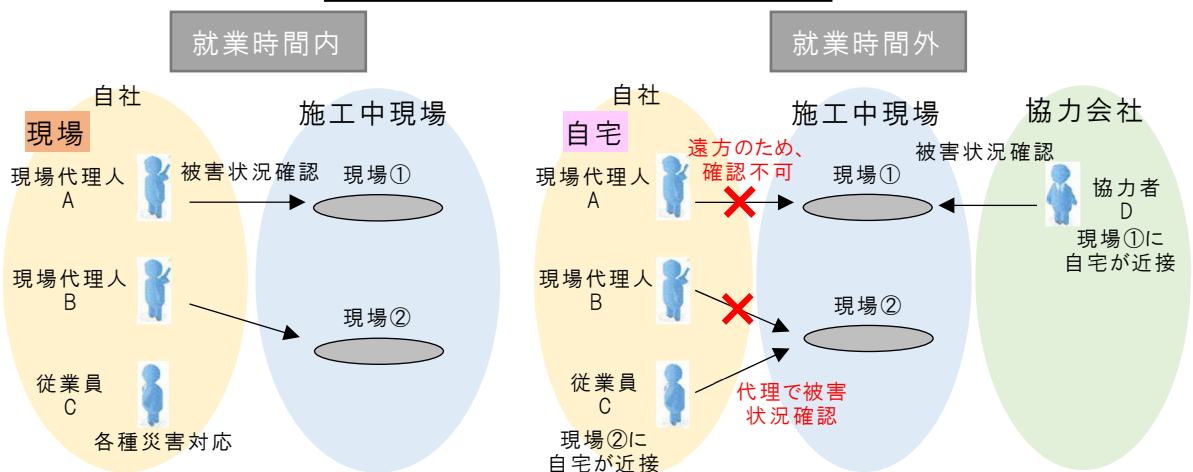 就業時間内
自社
現場
施工中現場
現場代理人
A
被害状況確認
現場①
現場代理人
B
現場②
従業員
C
各種災害対応
就業時間外
自社
自宅
施工中現場
協力会社
現場代理人
A
遠方のため、
確認不可
現場①
被害状況確認
協力者
D
現場①に
自宅が近接
現場代理人
B
現場②
従業員
C
代理で被害
状況確認
現場②に
自宅が近接